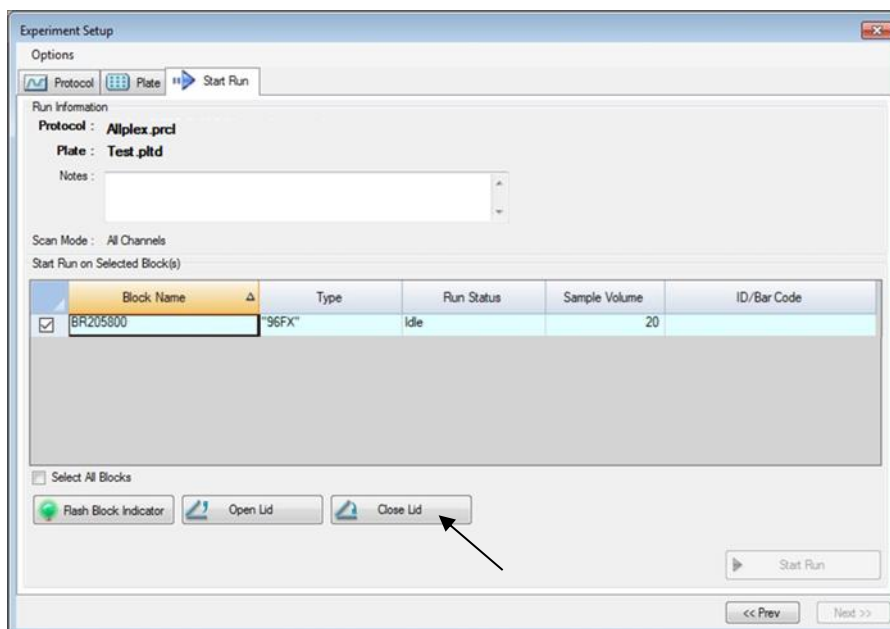 Experiment Setup
Options
Protocol Plate Start Run
Run Information
Protocol : Allplex.prcl
Plate : Test.pltd
Notes :
Scan Mode : All Channels
Start Run on Selected Block(s)
Block Name Type Run Status Sample Volume ID/Bar Code
BR205800 "96FX" Idle 20
Select All Blocks
Flash Block Indicator Open Lid Close Lid
Start Run
<< Prev Next >>